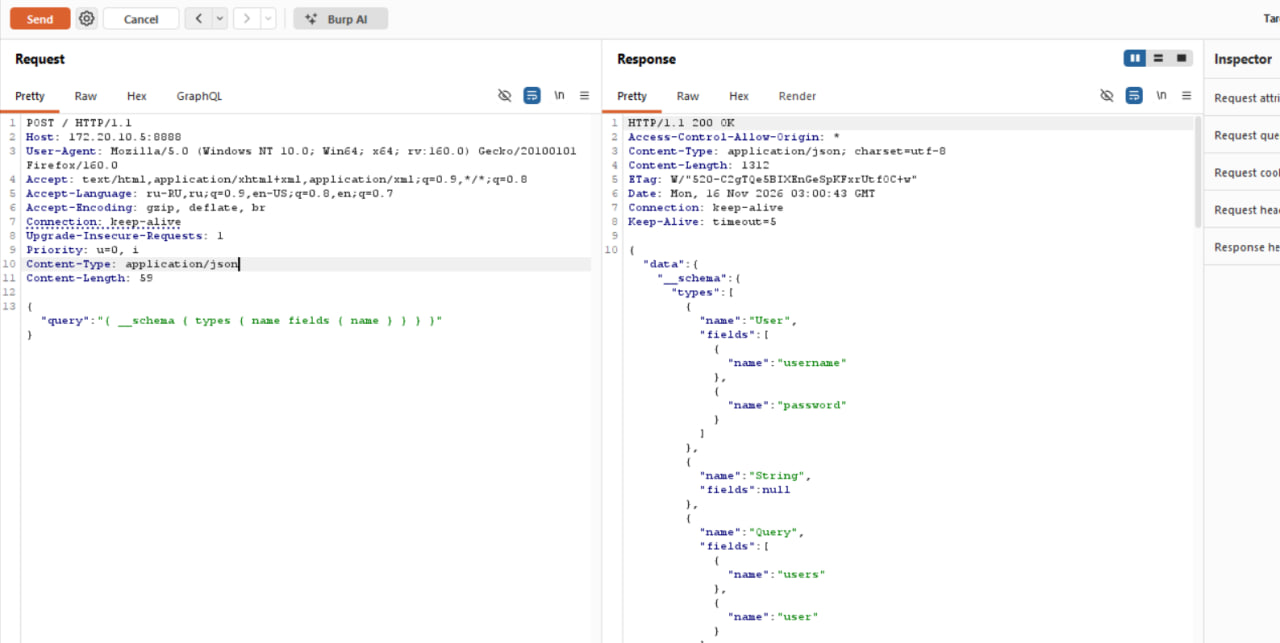 Send Cancel Burp AI Tar
Request
Pretty Raw Hex GraphQL \n
1 POST / HTTP/1.1
2 Host: 172.20.10.5:8888
3 User-Agent: Mozilla/5.0 (Windows NT 10.0; Win64; x64; rv:160.0) Gecko/20100101
Firefox/160.0
4 Accept: text/html,application/xhtml+xml,application/xml;q=0.9,*/*;q=0.8
5 Accept-Language: ru-RU,ru;q=0.9,en-US;q=0.8,en;q=0.7
6 Accept-Encoding: gzip, deflate, br
7 Connection: keep-alive
8 Upgrade-Insecure-Requests: 1
9 Priority: u=0, i
10 Content-Type: application/json
11 Content-Length: 59
12
13 {
"query":"{ __schema { types { name fields { name } } } }"
}
Response
Pretty Raw Hex Render \n
1 HTTP/1.1 200 OK
2 Access-Control-Allow-Origin: *
3 Content-Type: application/json; charset=utf-8
4 Content-Length: 1312
5 ETag: W/"520-C2gTQe5BIXEnGeSpKFxrUtf0C+w"
6 Date: Mon, 16 Nov 2026 03:00:43 GMT
7 Connection: keep-alive
8 Keep-Alive: timeout=5
9
10 {
"data":{
"__schema":{
"types":[
{
"name":"User",
"fields":[
{
"name":"username"
},
{
"name":"password"
}
]
},
{
"name":"String",
"fields":null
},
{
"name":"Query",
"fields":[
{
"name":"users"
},
{
"name":"user"
}
Inspector
Request attri
Request que
Request cool
Request head
Response he